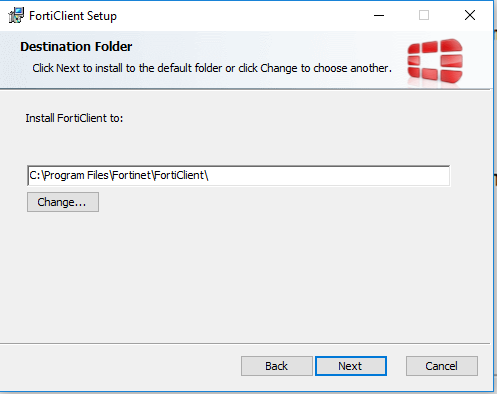 FortiClient Setup
Destination Folder
Click Next to install to the default folder or click Change to choose another.
Install FortiClient to:
C:\Program Files\Fortinet\FortiClient\
Change...
Back
Next
Cancel